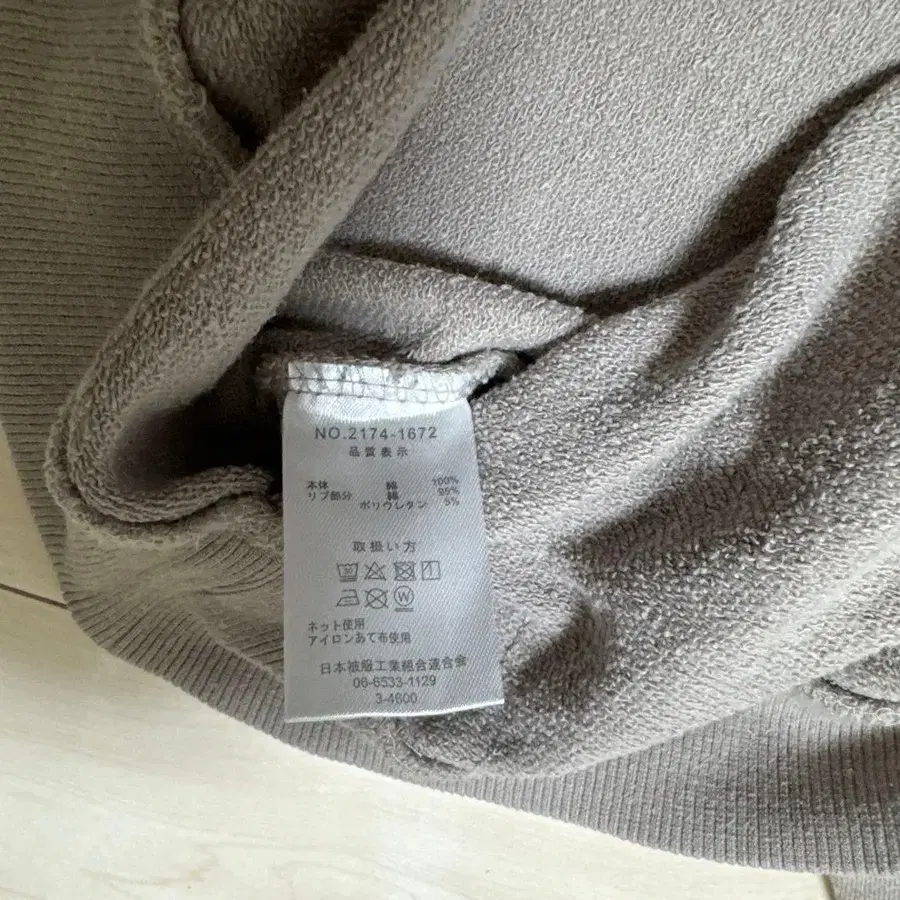 NO.2174-1672
品質表示
本体 綿 100%
リブ部分 綿 95%
ポリウレタン 5%
取扱い方
W
ネット使用
アイロンあて布使用
日本被服工業組合連合会
06-6533-1129
3-4600